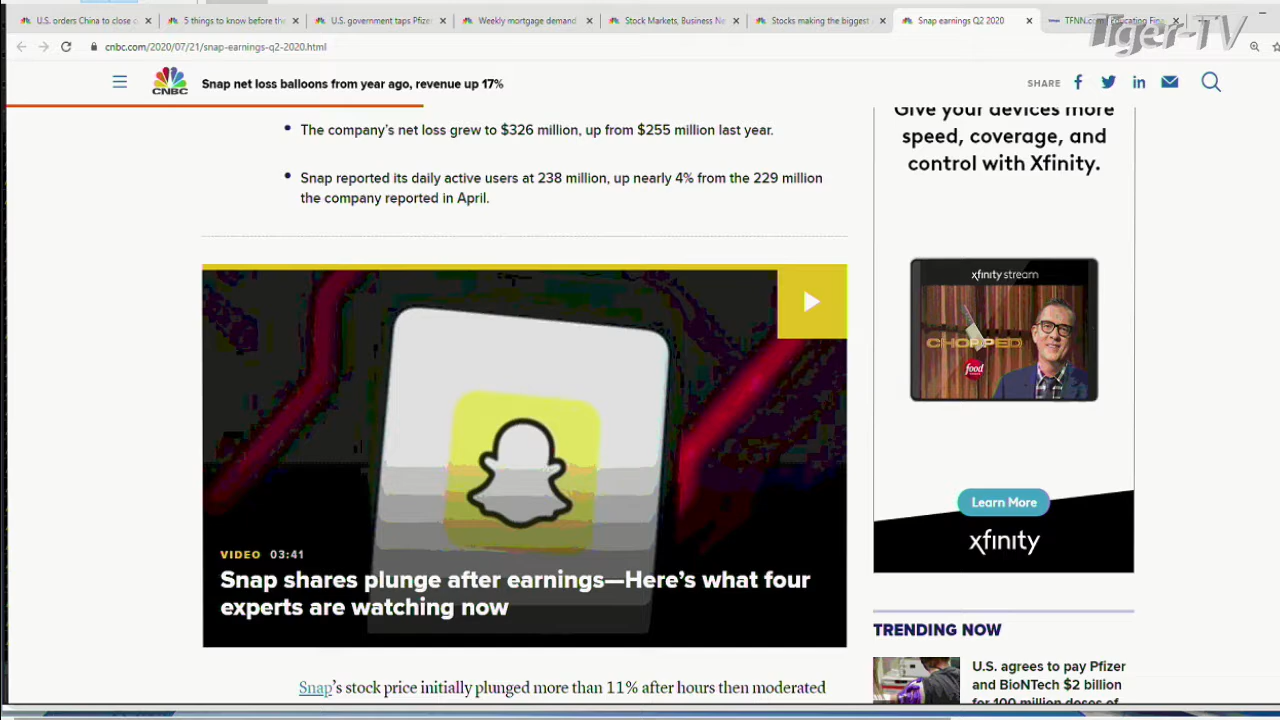 U.S. orders China to close c
5 things to know before the
U.S. government taps Pfizer
Weekly mortgage demand
Stock Markets, Business Ne
Stocks making the biggest
Snap earnings Q2 2020
TFNN.com
Tiger-TV
cnbc.com/2020/07/21/snap-earnings-q2-2020.html
CNBC
Snap net loss balloons from year ago, revenue up 17%
SHARE
• The company's net loss grew to $326 million, up from $255 million last year.
• Snap reported its daily active users at 238 million, up nearly 4% from the 229 million
the company reported in April.
VIDEO 03:41
Snap shares plunge after earnings—Here's what four
experts are watching now
Snap's stock price initially plunged more than 11% after hours then moderated
Give your devices more
speed, coverage, and
control with Xfinity.
xfinity stream
CHOPPED
food
Learn More
xfinity
TRENDING NOW
U.S. agrees to pay Pfizer
and BioNTech $2 billion
for 100 million doses of